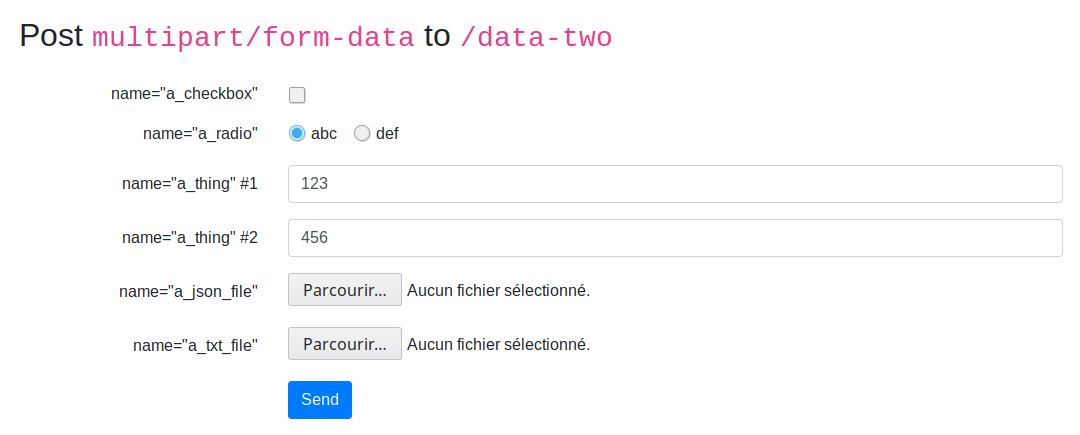 Post multipart/form-data to /data-two
name="a_checkbox"
name="a_radio" abc def
name="a_thing" #1 123
name="a_thing" #2 456
name="a_json_file" Parcourir... Aucun fichier sélectionné.
name="a_txt_file" Parcourir... Aucun fichier sélectionné.
Send